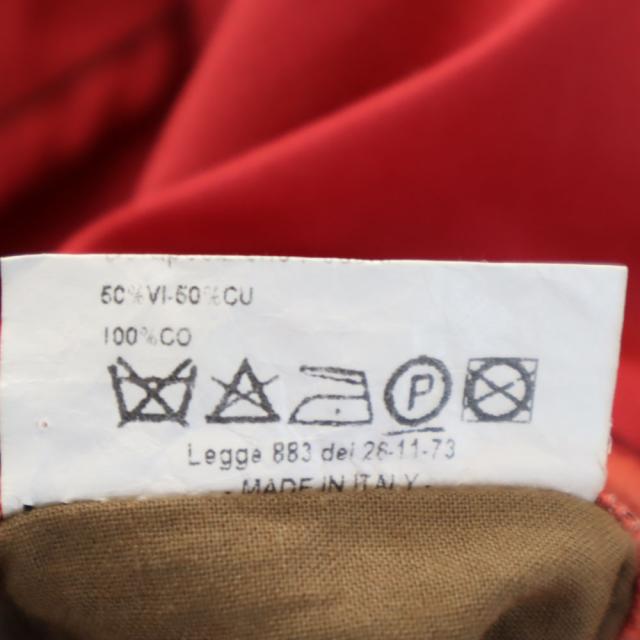 50%VI-50%CU
100%CO
P
Legge 883 del 26-11-73
- MADE IN ITALY -